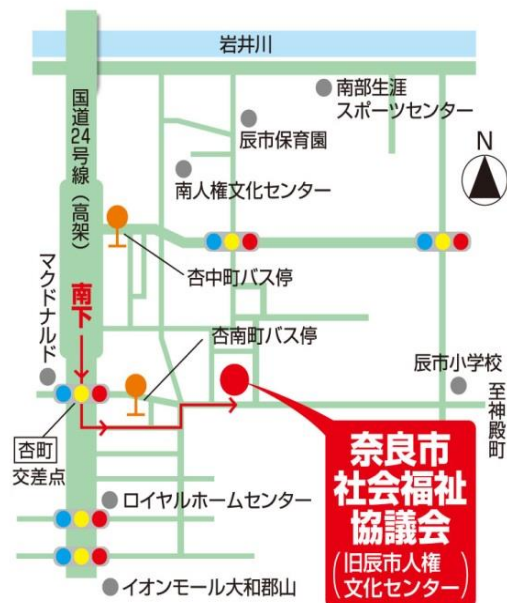 岩井川
国道24号線（高架）
南部生涯
スポーツセンター
辰市保育園
南人権文化センター
N
杏中町バス停
マクドナルド
南下
杏南町バス停
辰市小学校
至神殿町
杏町
交差点
奈良市
社会福祉
協議会
（旧辰市人権
文化センター）
ロイヤルホームセンター
イオンモール大和郡山